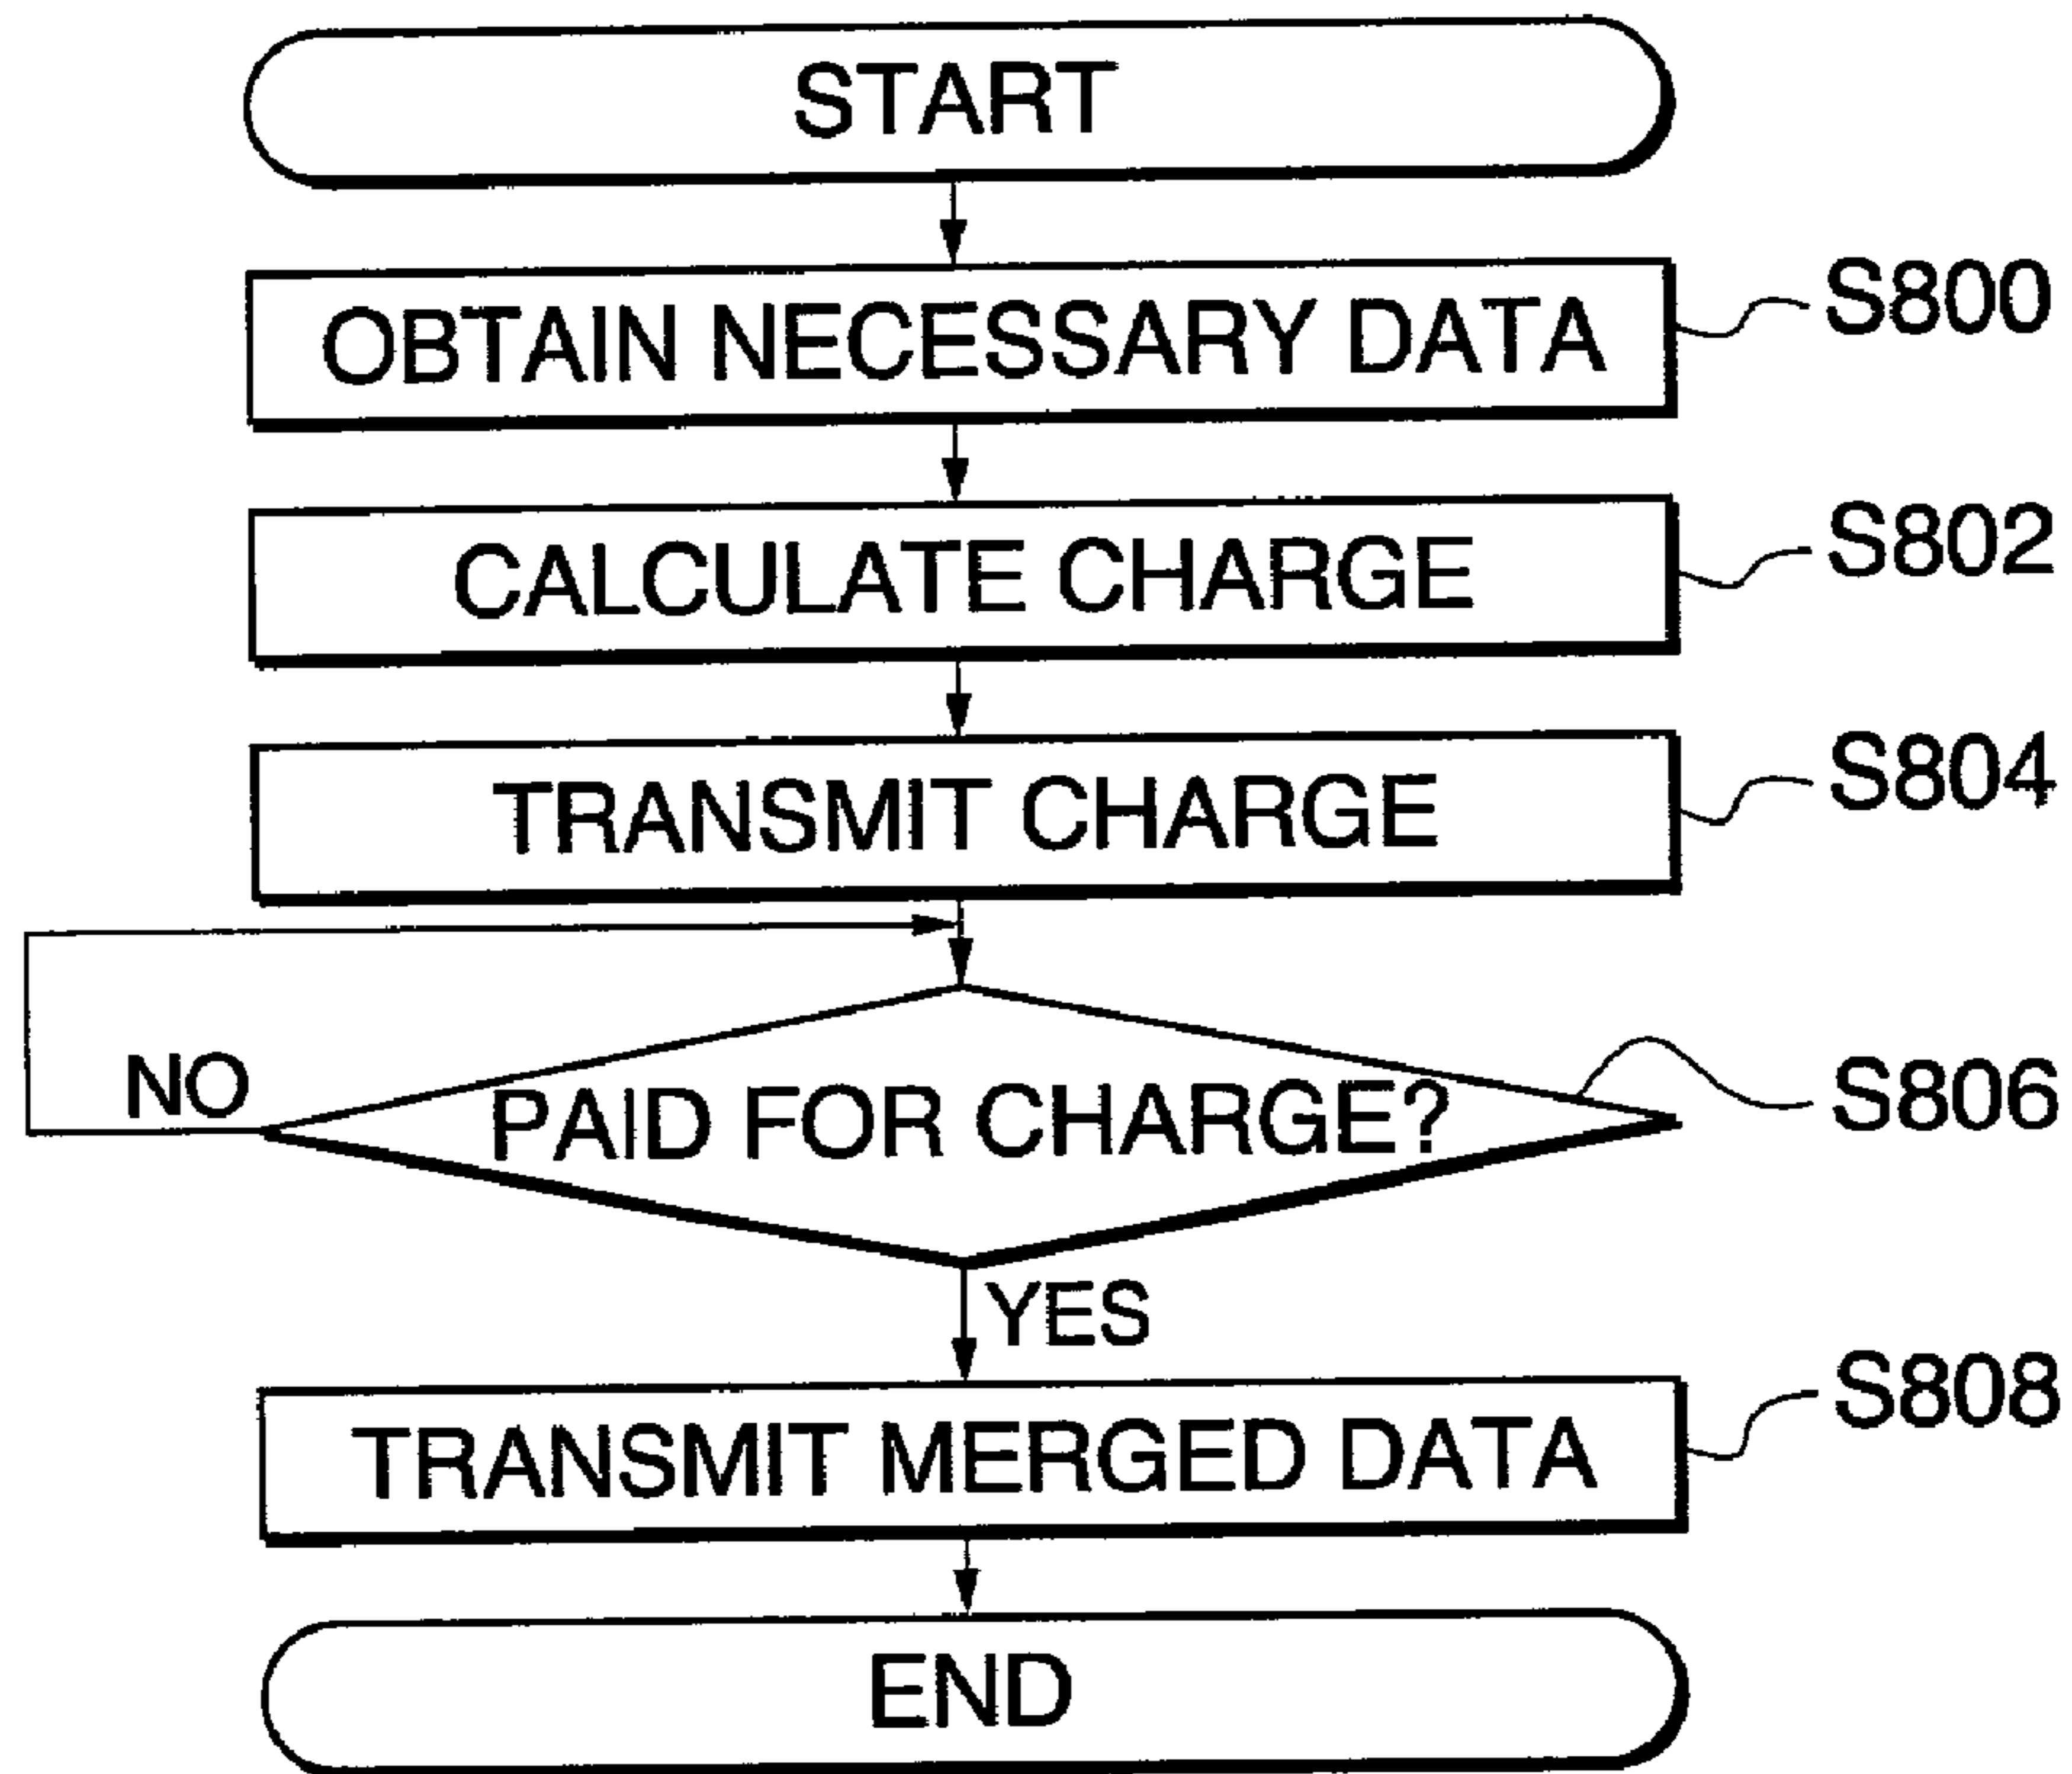 START
OBTAIN NECESSARY DATA
S800
CALCULATE CHARGE
S802
TRANSMIT CHARGE
S804
NO
PAID FOR CHARGE?
S806
YES
TRANSMIT MERGED DATA
S808
END